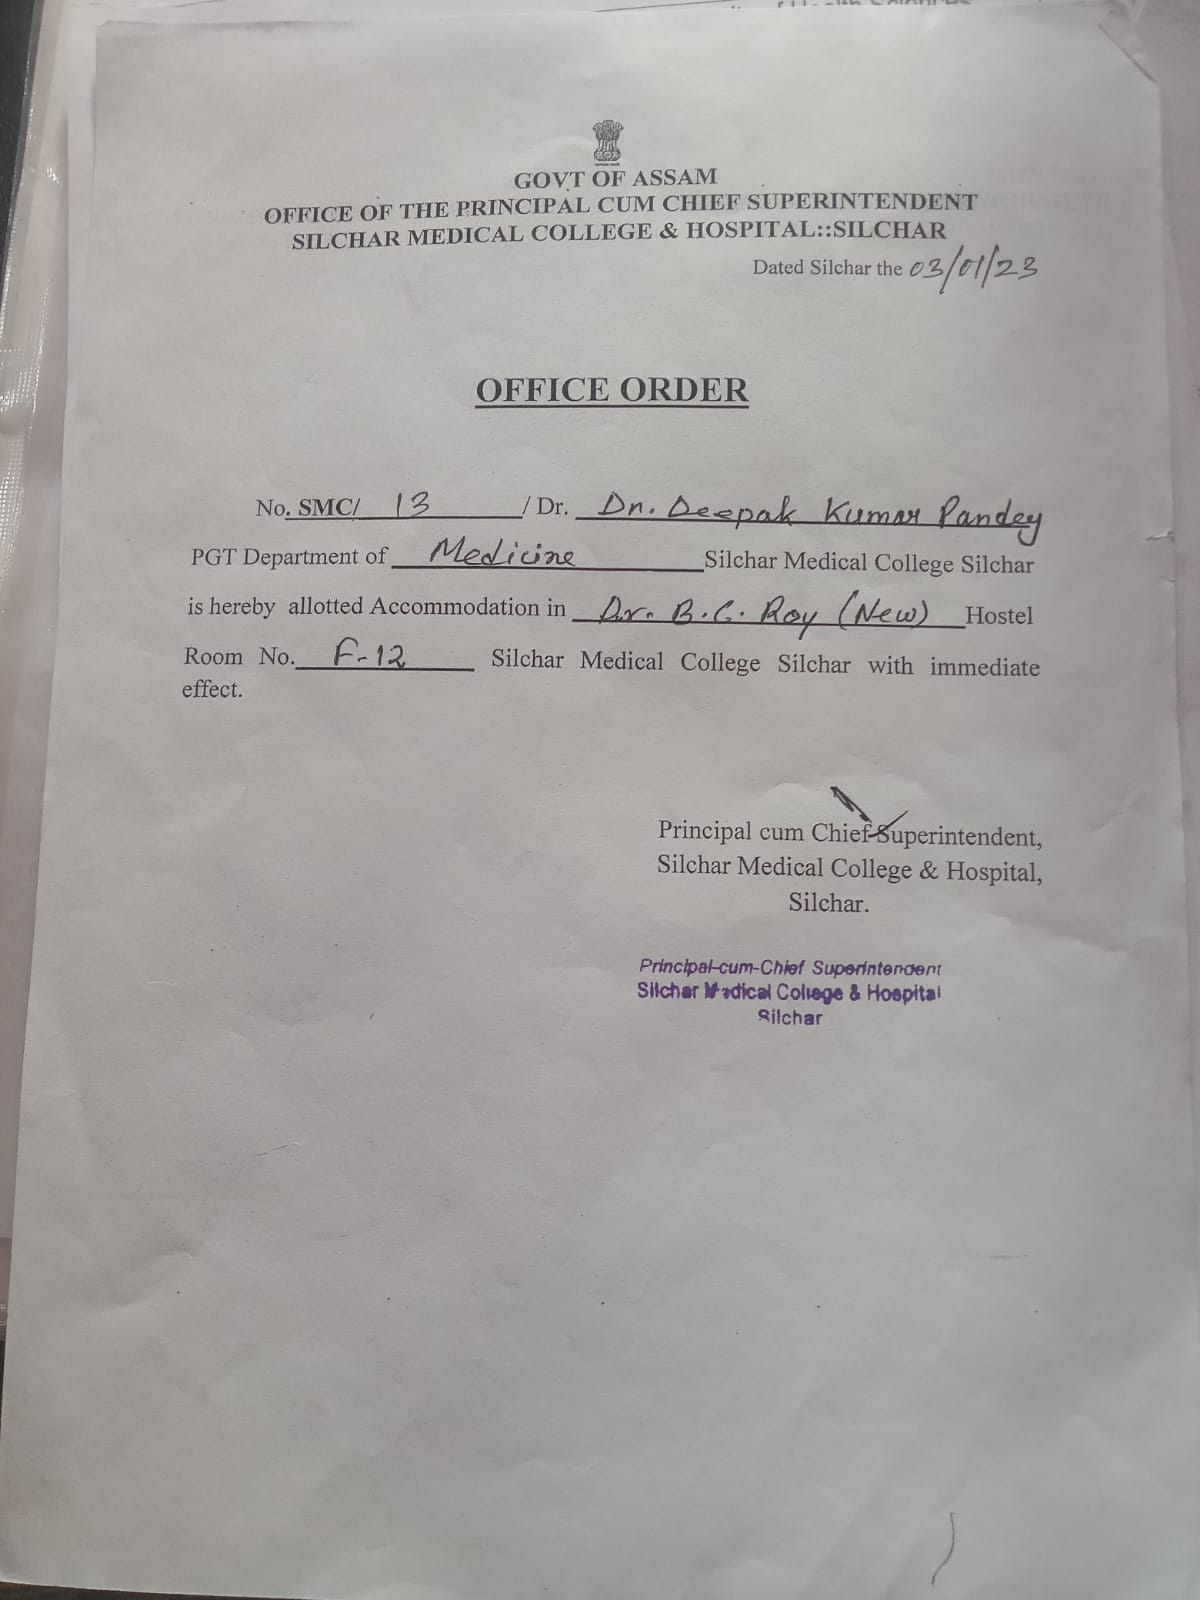 GOVT OF ASSAM
OFFICE OF THE PRINCIPAL CUM CHIEF SUPERINTENDENT
SILCHAR MEDICAL COLLEGE & HOSPITAL::SILCHAR
Dated Silchar the 03/01/23
OFFICE ORDER
No. SMC/ 13 / Dr. Dr. Deepak Kumar Pandey
PGT Department of Medicine Silchar Medical College Silchar
is hereby allotted Accommodation in Dr. B.C. Roy (New) Hostel
Room No. F-12 Silchar Medical College Silchar with immediate
effect.
Principal cum Chief Superintendent,
Silchar Medical College & Hospital,
Silchar.
Principal-cum-Chief Superintendent
Silchar Medical College & Hospital
Silchar